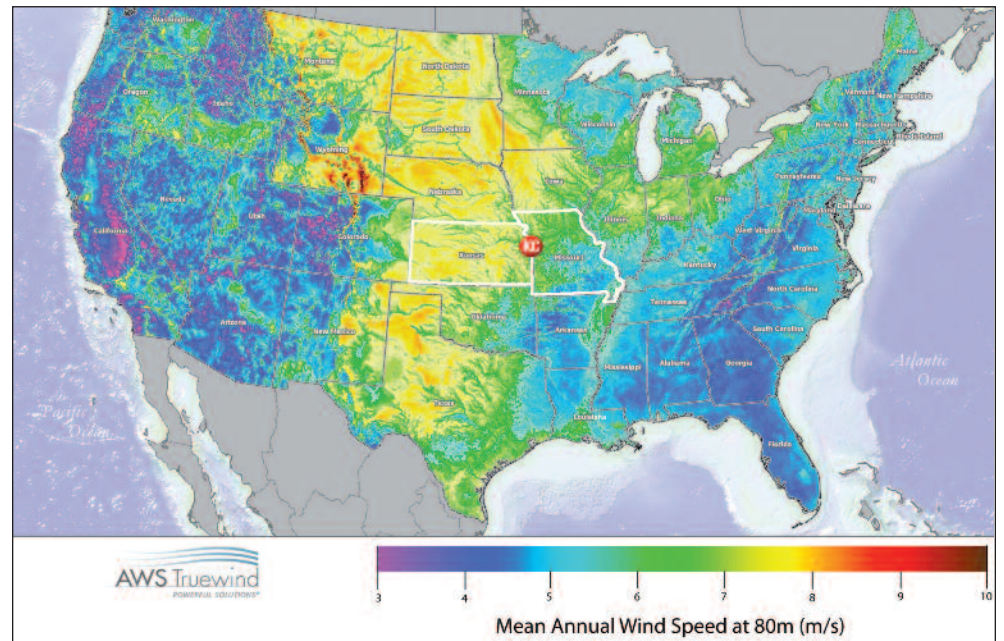 Washington
Montana
North Dakota
Minnesota
Maine
Oregon
Idaho
South Dakota
Wisconsin
Michigan
Vermont
New Hampshire
New York
Massachusetts
Rhode Island
Connecticut
Wyoming
Nebraska
Iowa
Pennsylvania
New Jersey
Nevada
Utah
Colorado
Illinois
Indiana
Ohio
Maryland
Delaware
California
Kansas
KC
Missouri
West Virginia
Virginia
Kentucky
Arizona
New Mexico
Oklahoma
Arkansas
Tennessee
North Carolina
South Carolina
Mississippi
Alabama
Georgia
Texas
Louisiana
Florida
Pacific
Ocean
Atlantic
Ocean
AWS Truewind
POWERFUL SOLUTIONS®
3 4 5 6 7 8 9 10
Mean Annual Wind Speed at 80m (m/s)